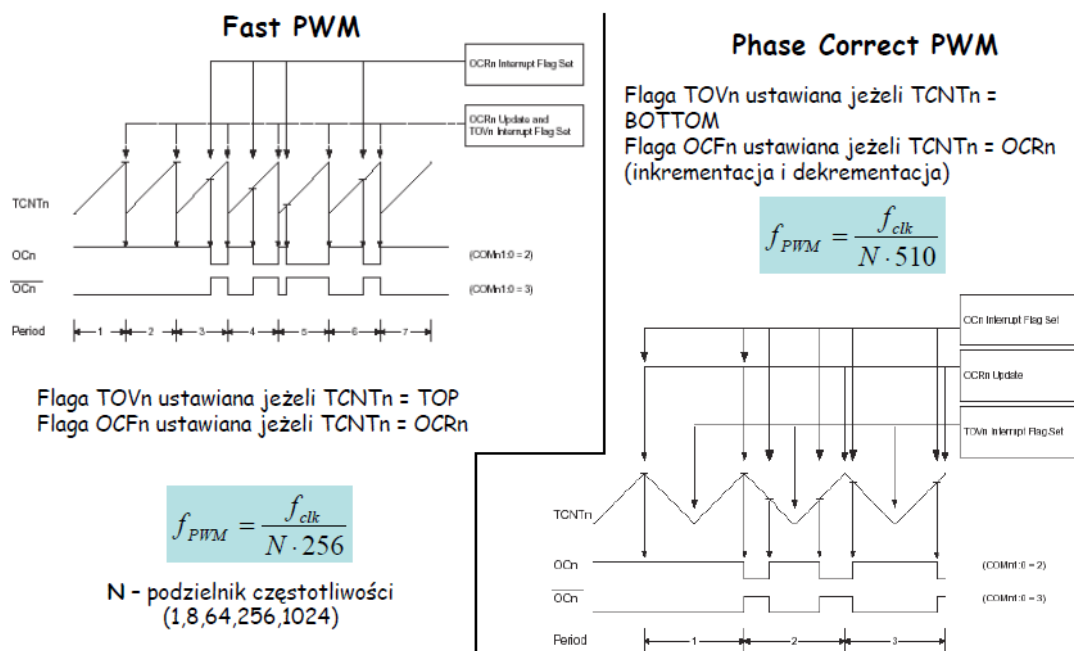 Fast PWM
OCRn Interrupt Flag Set
OCRn Update and
TOVn Interrupt Flag Set
TCNTn
OCn
(COMn1:0 = 2)
OCn
(COMn1:0 = 3)
Period
1 2 3 4 5 6 7
Flaga TOVn ustawiana jeżeli TCNTn = TOP
Flaga OCFn ustawiana jeżeli TCNTn = OCRn
f_PWM = f_clk / N · 256
N – podzielnik częstotliwości
(1,8,64,256,1024)
Phase Correct PWM
Flaga TOVn ustawiana jeżeli TCNTn =
BOTTOM
Flaga OCFn ustawiana jeżeli TCNTn = OCRn
(inkrementacja i dekrementacja)
f_PWM = f_clk / N · 510
OCn Interrupt Flag Set
OCRn Update
TOVn Interrupt Flag Set
TCNTn
OCn
(COMn1:0 = 2)
OCn
(COMn1:0 = 3)
Period
1 2 3